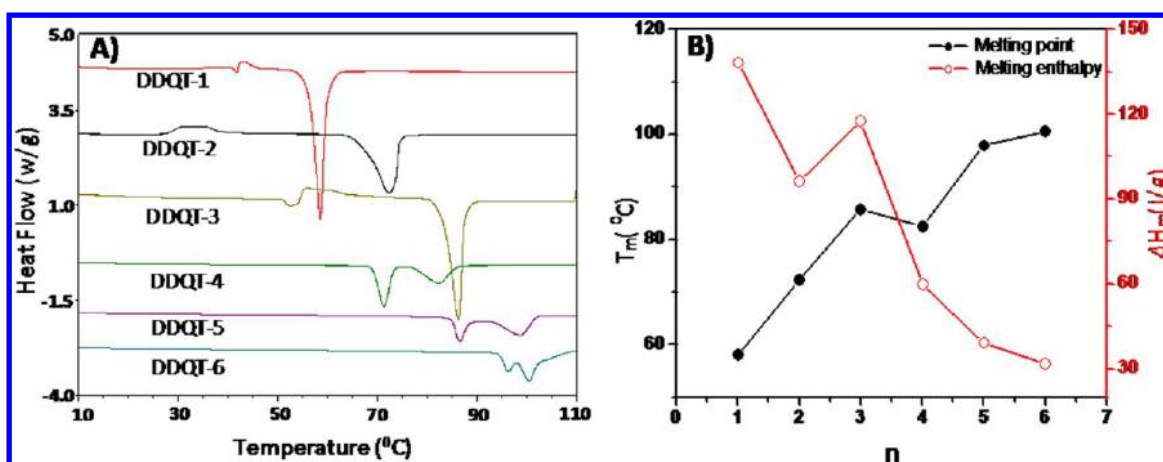 A)
5.0
3.5
1.0
-1.5
-4.0
Heat Flow (w/g)
DDQT-1
DDQT-2
DDQT-3
DDQT-4
DDQT-5
DDQT-6
10 30 50 70 90 110
Temperature (⁰C)
B)
Melting point
Melting enthalpy
120
100
80
60
Tm( ⁰C)
150
120
90
60
30
ΔHm(J/g)
0 1 2 3 4 5 6 7
n